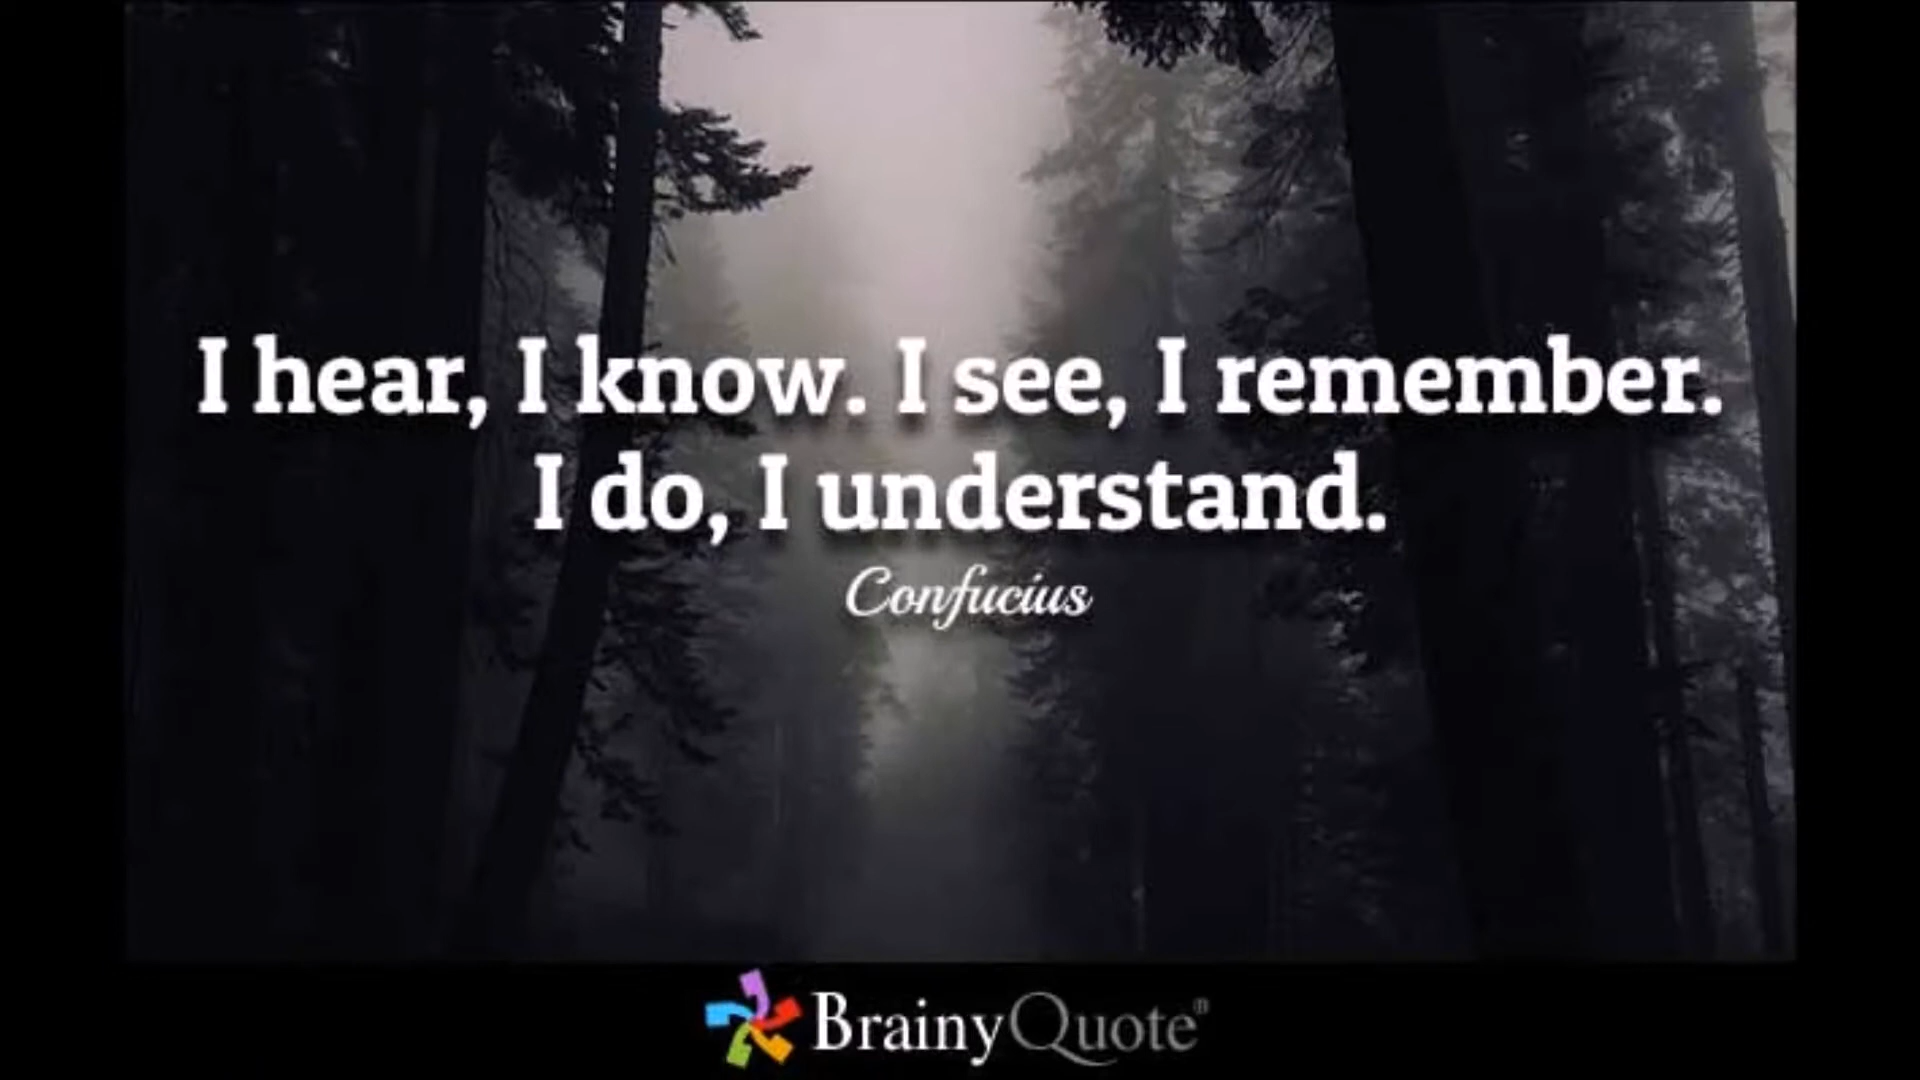 I hear, I know. I see, I remember.
I do, I understand.
Confucius
BrainyQuote®